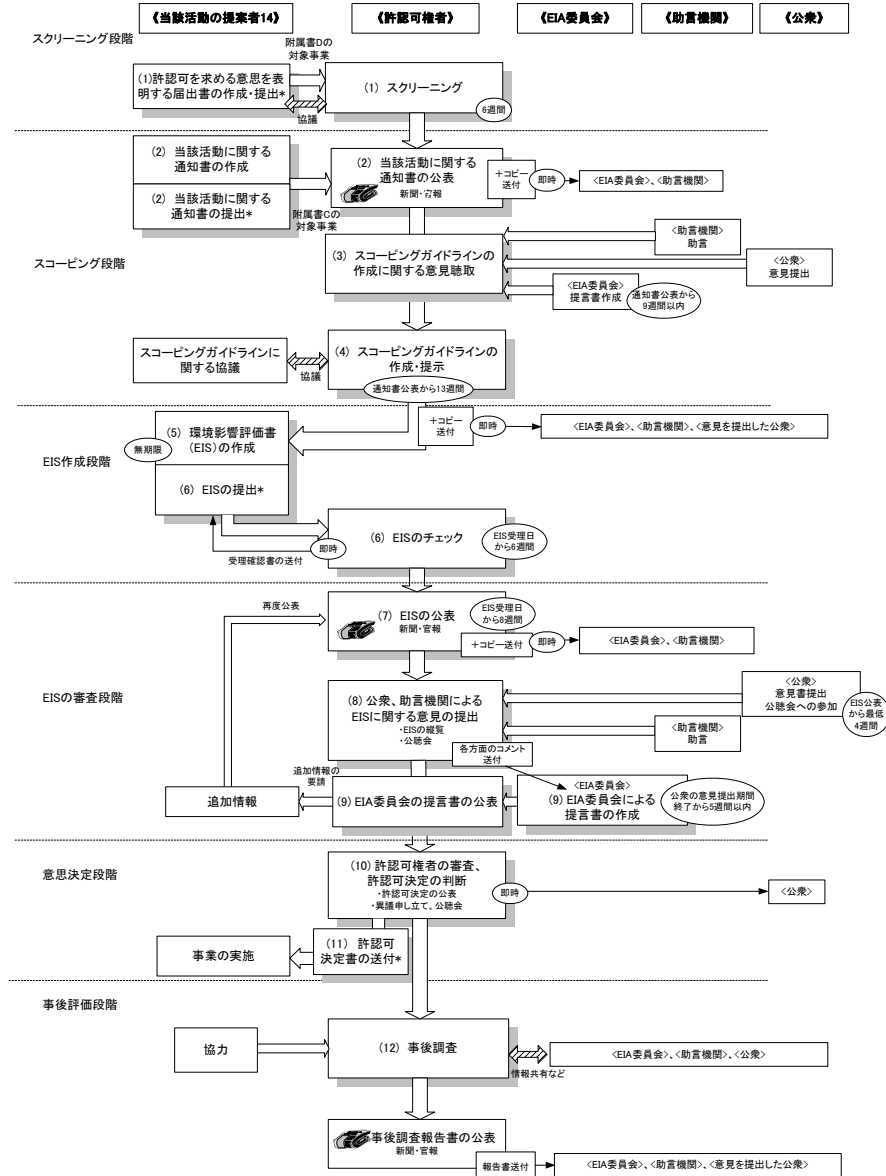 《当該活動の提案者14》
《許認可権者》
《EIA委員会》
《助言機関》
《公衆》
スクリーニング段階
附属書Dの
対象事業
(1)許認可を求める意思を表
明する届出書の作成・提出*
協議
(1) スクリーニング
6週間
(2) 当該活動に関する
通知書の作成
(2) 当該活動に関する
通知書の提出*
附属書Cの
対象事業
(2) 当該活動に関する
通知書の公表
新聞・官報
+コピー
送付
即時
<EIA委員会>、<助言機関>
スコーピング段階
(3) スコーピングガイドラインの
作成に関する意見聴取
<助言機関>
助言
<公衆>
意見提出
<EIA委員会>
提言書作成
通知書公表から
9週間以内
スコーピングガイドラインに
関する協議
協議
(4) スコーピングガイドラインの
作成・提示
通知書公表から13週間
EIS作成段階
(5) 環境影響評価書
(EIS)の作成
無期限
(6) EISの提出*
+コピー
送付
即時
<EIA委員会>、<助言機関>、<意見を提出した公衆>
受理確認書の送付
即時
(6) EISのチェック
EIS受理日
から6週間
EISの審査段階
再度公表
(7) EISの公表
新聞・官報
EIS受理日
から8週間
+コピー送付
即時
<EIA委員会>、<助言機関>
(8) 公衆、助言機関による
EISに関する意見の提出
・EISの縦覧
・公聴会
<公衆>
意見書提出
公聴会への参加
EIS公表
から最低
4週間
<助言機関>
助言
各方面のコメント
送付
追加情報の
要請
追加情報
(9) EIA委員会の提言書の公表
<EIA委員会>
(9) EIA委員会による
提言書の作成
公衆の意見提出期間
終了から5週間以内
意思決定段階
(10) 許認可権者の審査、
許認可決定の判断
・許認可決定の公表
・異議申し立て、公聴会
即時
<公衆>
事業の実施
(11) 許認可
決定書の送付*
事後評価段階
協力
(12) 事後調査
情報共有など
<EIA委員会>、<助言機関>、<公衆>
事後調査報告書の公表
新聞・官報
報告書送付
<EIA委員会>、<助言機関>、<意見を提出した公衆>